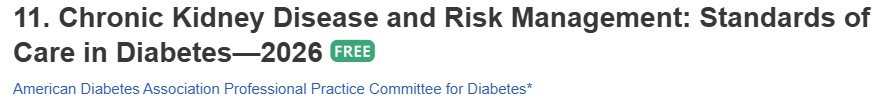 11. Chronic Kidney Disease and Risk Management: Standards of
Care in Diabetes—2026 FREE
American Diabetes Association Professional Practice Committee for Diabetes*